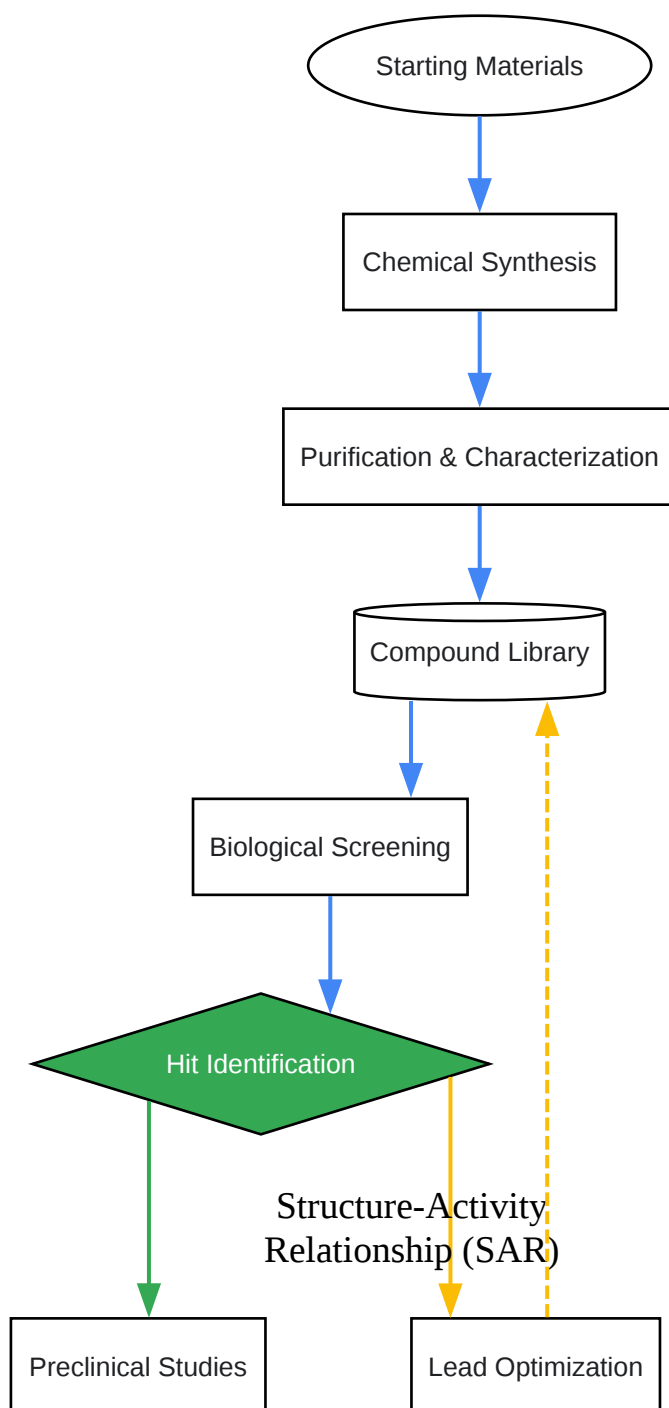 Starting Materials
Chemical Synthesis
Purification & Characterization
Compound Library
Biological Screening
Hit Identification
Structure-Activity
Relationship (SAR)
Preclinical Studies
Lead Optimization